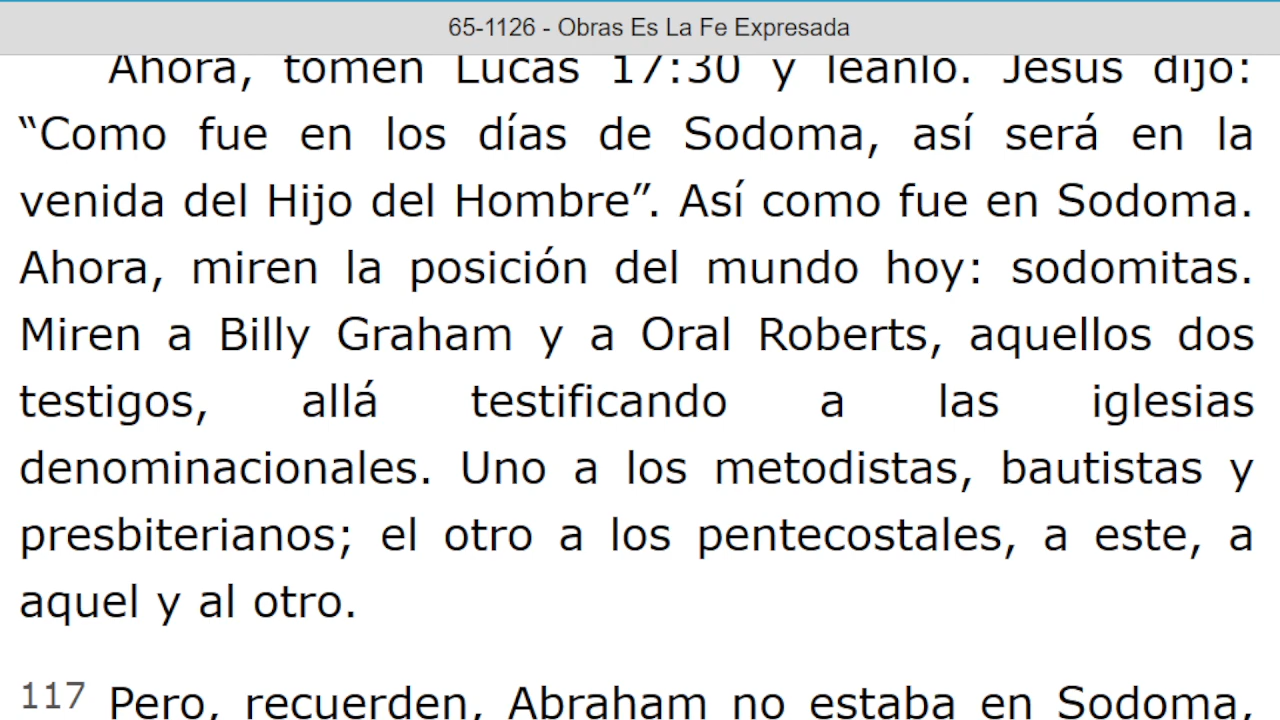 65-1126 - Obras Es La Fe Expresada
Ahora, tomen Lucas 17:30 y léanlo. Jesús dijo:
“Como fue en los días de Sodoma, así será en la
venida del Hijo del Hombre”. Así como fue en Sodoma.
Ahora, miren la posición del mundo hoy: sodomitas.
Miren a Billy Graham y a Oral Roberts, aquellos dos
testigos, allá testificando a las iglesias
denominacionales. Uno a los metodistas, bautistas y
presbiterianos; el otro a los pentecostales, a este, a
aquel y al otro.
117 Pero, recuerden, Abraham no estaba en Sodoma,